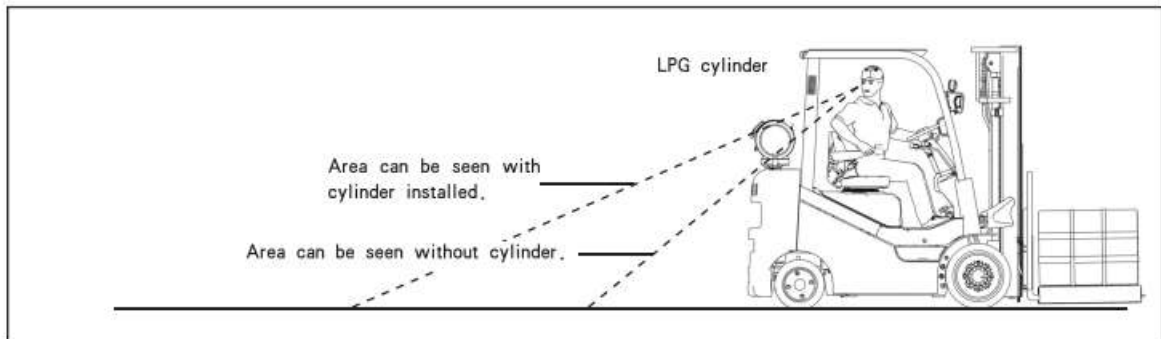 LPG cylinder
Area can be seen with
cylinder installed.
Area can be seen without cylinder.